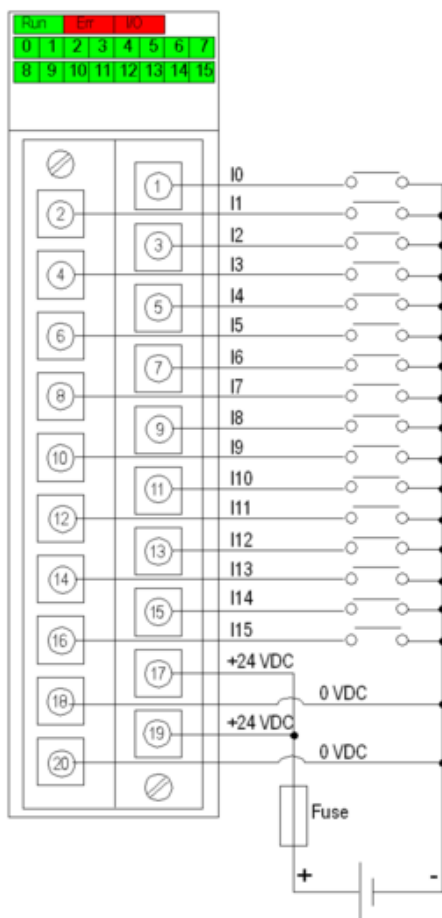 Run Err I/O
0 1 2 3 4 5 6 7
8 9 10 11 12 13 14 15
1 I0
2 I1
3 I2
4 I3
5 I4
6 I5
7 I6
8 I7
9 I8
10 I9
11 I10
12 I11
13 I12
14 I13
15 I14
16 I15
17 +24 VDC
18 0 VDC
19 +24 VDC
20 0 VDC
Fuse
+ -